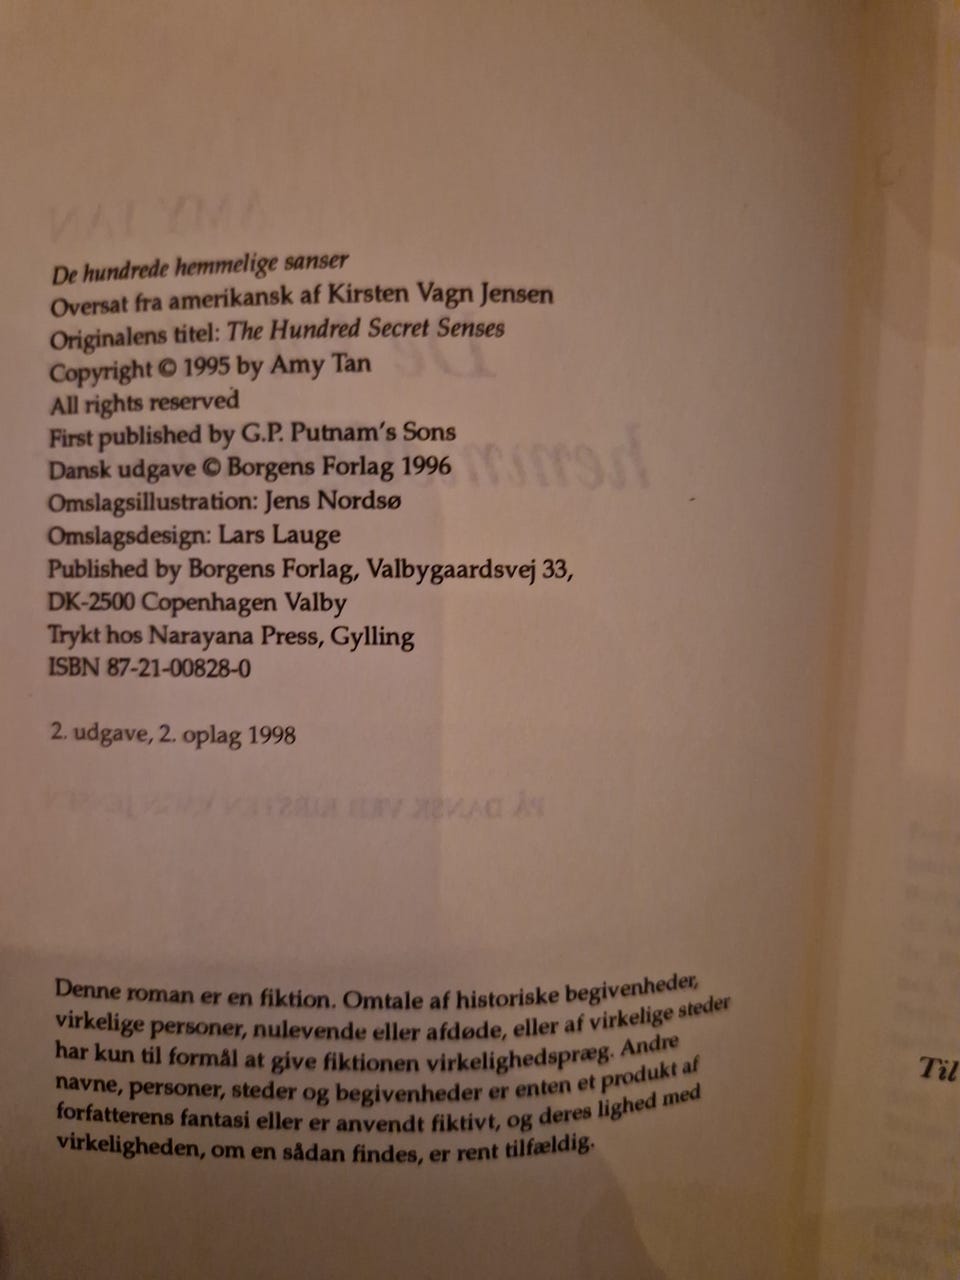 De hundrede hemmelige sanser
Oversat fra amerikansk af Kirsten Vagn Jensen
Originalens titel: The Hundred Secret Senses
Copyright © 1995 by Amy Tan
All rights reserved
First published by G.P. Putnam's Sons
Dansk udgave © Borgens Forlag 1996
Omslagsillustration: Jens Nordsø
Omslagsdesign: Lars Lauge
Published by Borgens Forlag, Valbygaardsvej 33,
DK-2500 Copenhagen Valby
Trykt hos Narayana Press, Gylling
ISBN 87-21-00828-0
2. udgave, 2. oplag 1998
Denne roman er en fiktion. Omtale af historiske begivenheder,
virkelige personer, nulevende eller afdøde, eller af virkelige steder
har kun til formål at give fiktionen virkelighedspræg. Andre
navne, personer, steder og begivenheder er enten et produkt af
forfatterens fantasi eller er anvendt fiktivt, og deres lighed med
virkeligheden, om en sådan findes, er rent tilfældig.
Til